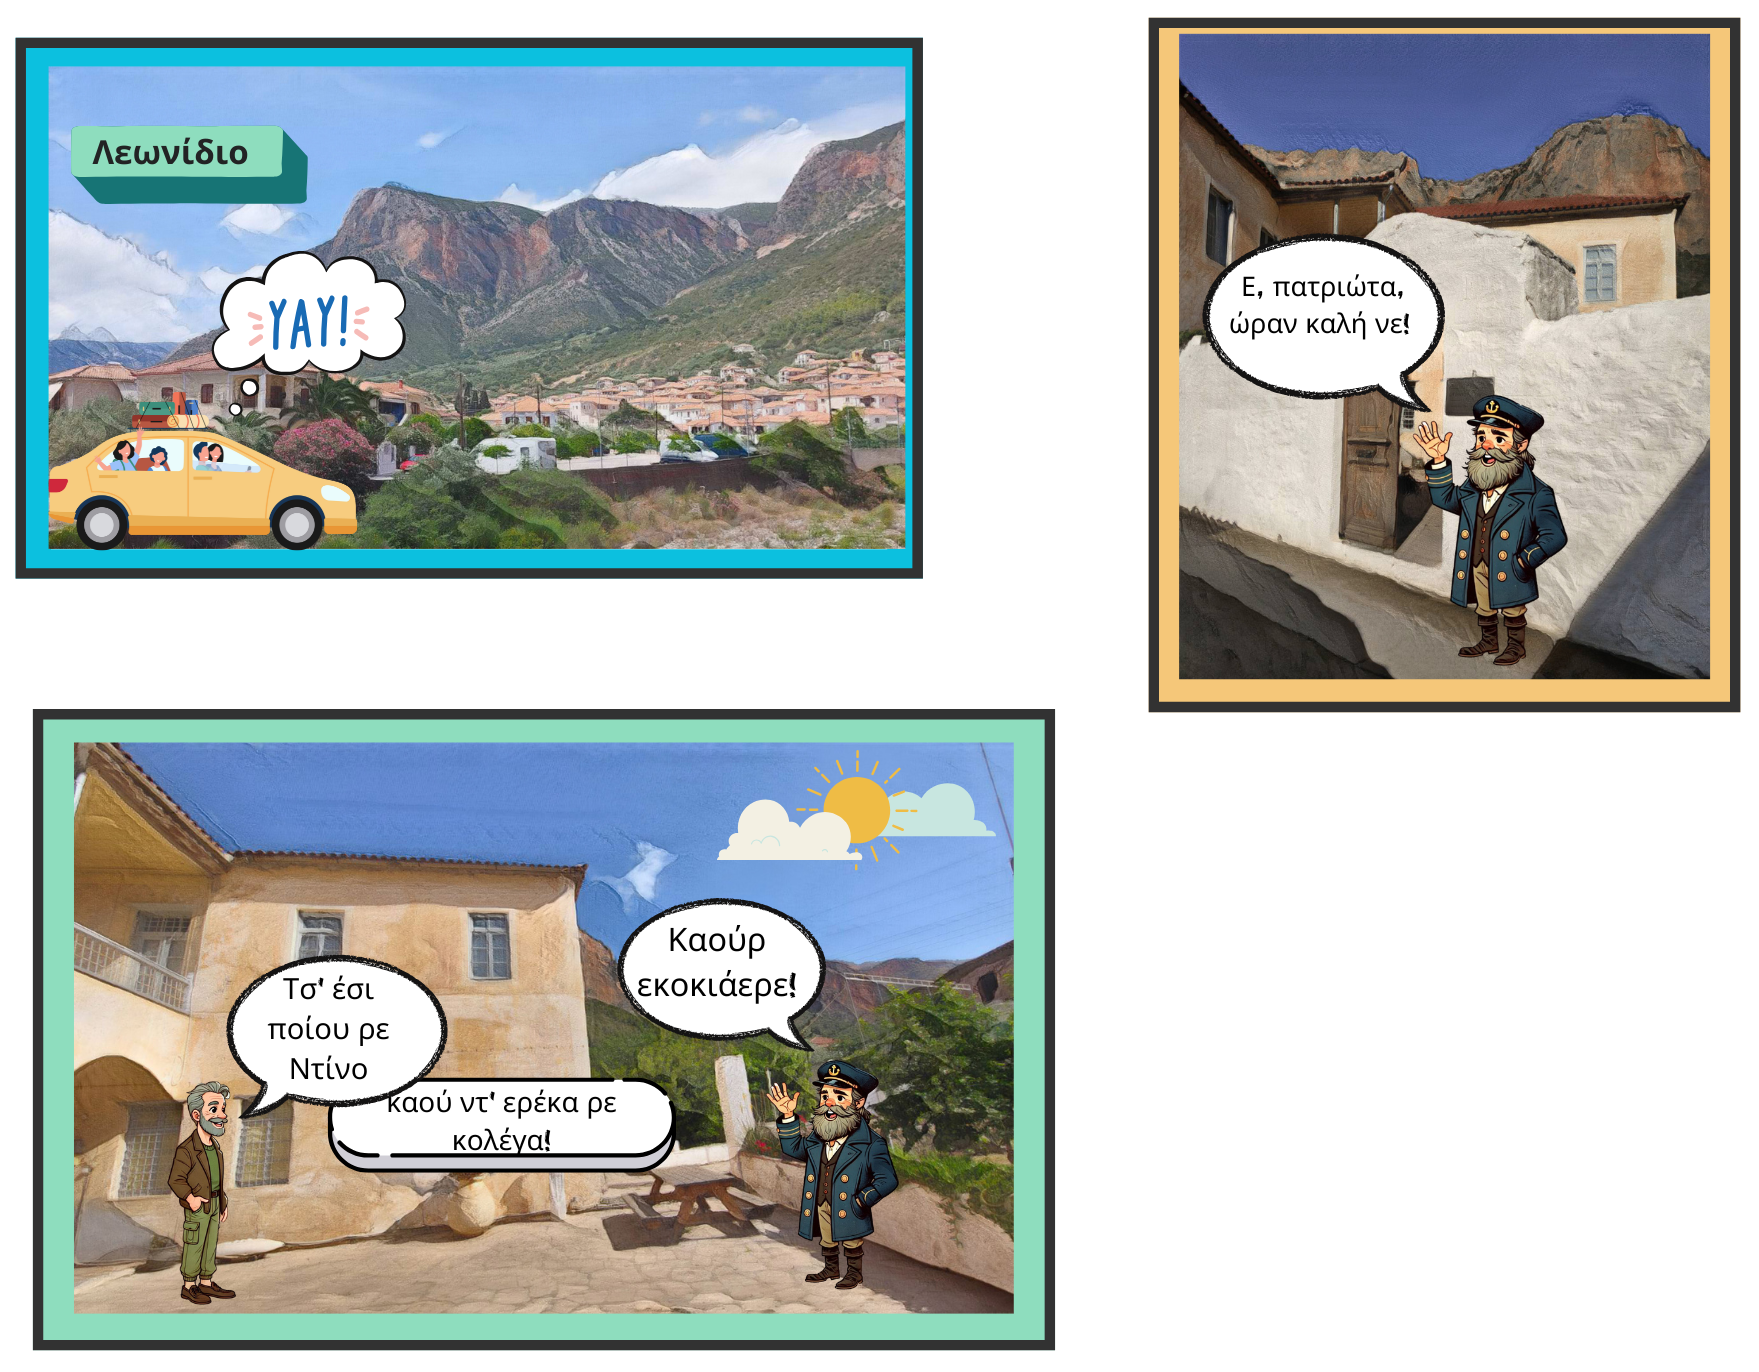 Λεωνίδιο
YAY!
Ε, πατριώτα,
ώραν καλή νε!
Καούρ
εκοκιάερε!
Τσ' έσι
ποίου ρε
Ντίνο
καού ντ' ερέκα ρε
κολέγα!